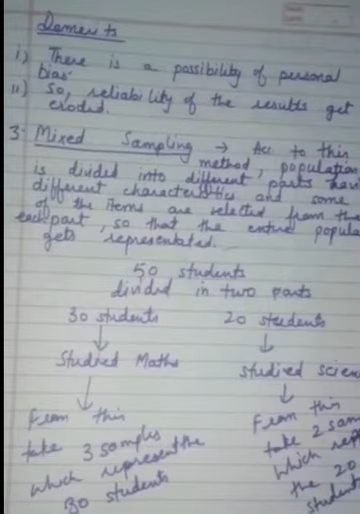 Demerits
i) There is a possibility of personal
bias
ii) So, reliability of the results get
eroded.
3. Mixed Sampling → Acc to this
method, population
is divided into different parts havi
different characteristics and some
of the items are selected from the
each part, so that the entire popula
gets represented.
50 students
divided in two parts
30 students 20 students
↓ ↓
Studied Maths studied scien
↓ ↓
From this From this
take 3 samples take 2 sam
which represent the which rep
30 students the 20
student